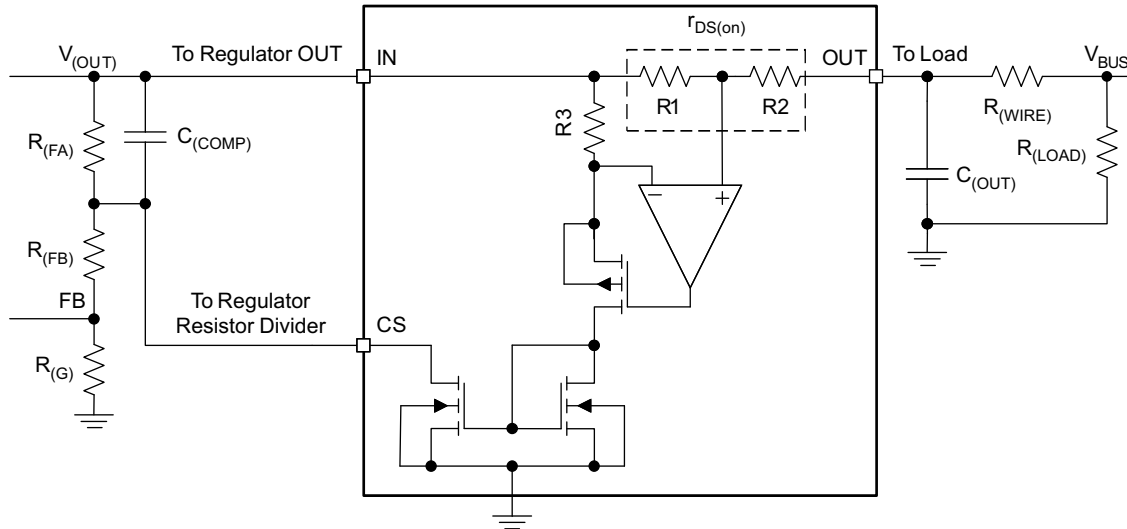 r_DS(on)
V_(OUT)
To Regulator OUT
IN
OUT
To Load
V_BUS
R1
R2
R3
R_(WIRE)
R_(FA)
C_(COMP)
R_(LOAD)
C_(OUT)
−
+
R_(FB)
FB
To Regulator
Resistor Divider
CS
R_(G)